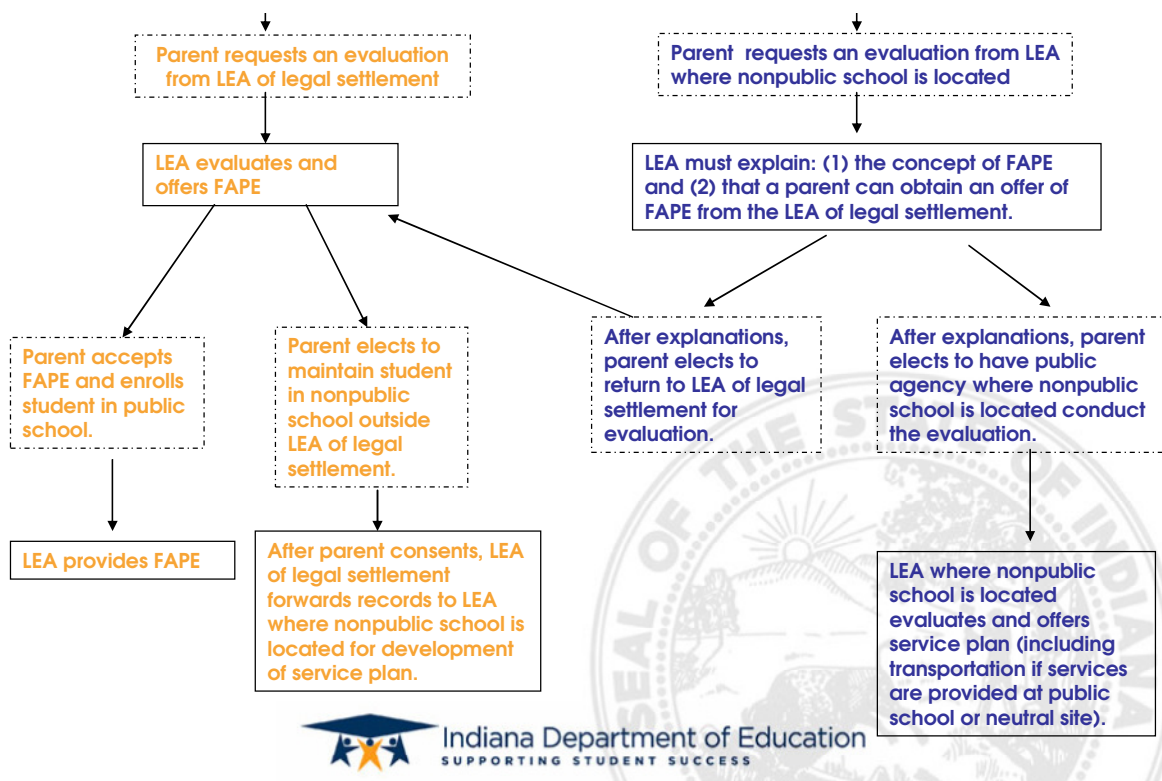 Parent requests an evaluation
from LEA of legal settlement
Parent  requests an evaluation from LEA
where nonpublic school is located
LEA evaluates and
offers FAPE
LEA must explain: (1) the concept of FAPE
and (2) that a parent can obtain an offer of
FAPE from the LEA of legal settlement.
Parent accepts
FAPE and enrolls
student in public
school.
Parent elects to
maintain student
in nonpublic
school outside
LEA of legal
settlement.
After explanations,
parent elects to
return to LEA of legal
settlement for
evaluation.
After explanations, parent
elects to have public
agency where nonpublic
school is located conduct
the evaluation.
LEA provides FAPE
After parent consents, LEA
of legal settlement
forwards records to LEA
where nonpublic school is
located for development
of service plan.
LEA where nonpublic
school is located
evaluates and offers
service plan (including
transportation if services
are provided at public
school or neutral site).
SEAL OF THE STATE OF INDIANA
Indiana Department of Education
SUPPORTING STUDENT SUCCESS